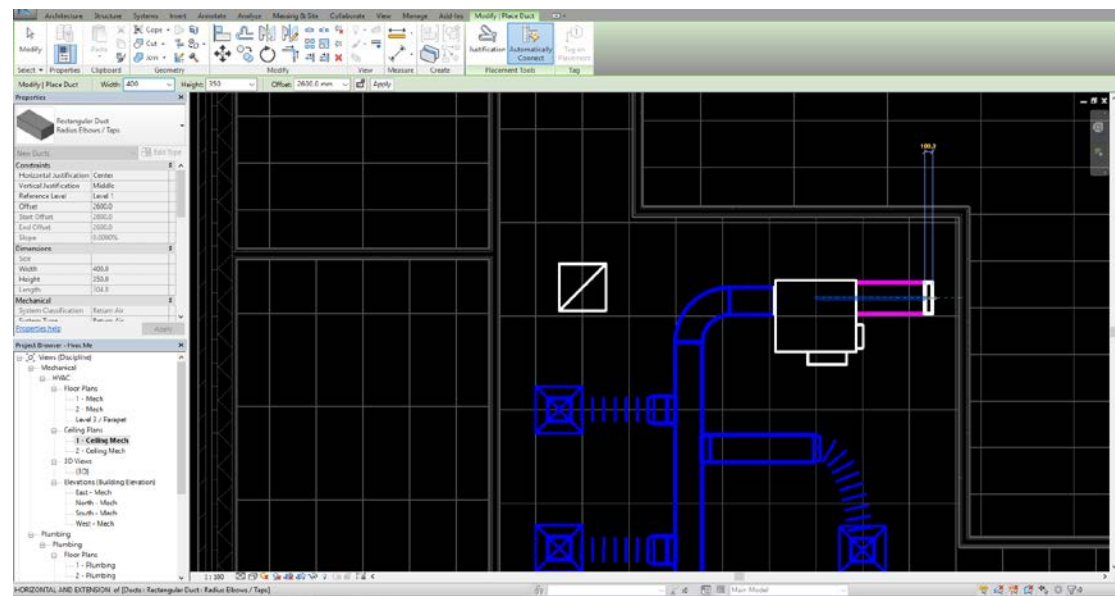 Architecture Structure Systems Insert Annotate Analyze Massing & Site Collaborate View Manage Add-Ins Modify | Place Duct
Modify Paste Cope Cut Join Justification Automatically Connect Tag on Placement
Select Properties Clipboard Geometry Modify View Measure Create Placement Tools Tag
Modify | Place Duct Width: 400 Height: 350 Offset: 2600.0 mm Apply
Properties
Rectangular Duct
Radius Elbows / Taps
New Ducts Edit Type
Constraints
Horizontal Justification Center
Vertical Justification Middle
Reference Level Level 1
Offset 2600.0
Start Offset 2600.0
End Offset 2600.0
Slope 0.0000%
Dimensions
Size
Width 400.0
Height 350.0
Length
Mechanical
System Classification Return Air
System Type Return Air
Properties help Apply
Project Browser - Hvac Me
Views (Discipline)
Mechanical
HVAC
Floor Plans
1 - Mech
2 - Mech
Level 3 / Parapet
Ceiling Plans
1 - Ceiling Mech
2 - Ceiling Mech
3D Views
{3D}
Elevations (Building Elevation)
East - Mech
North - Mech
South - Mech
West - Mech
Plumbing
Plumbing
Floor Plans
1 - Plumbing
2 - Plumbing
1 : 100
HORIZONTAL AND EXTENSION of [Ducts : Rectangular Duct : Radius Elbows / Taps]
Main Model